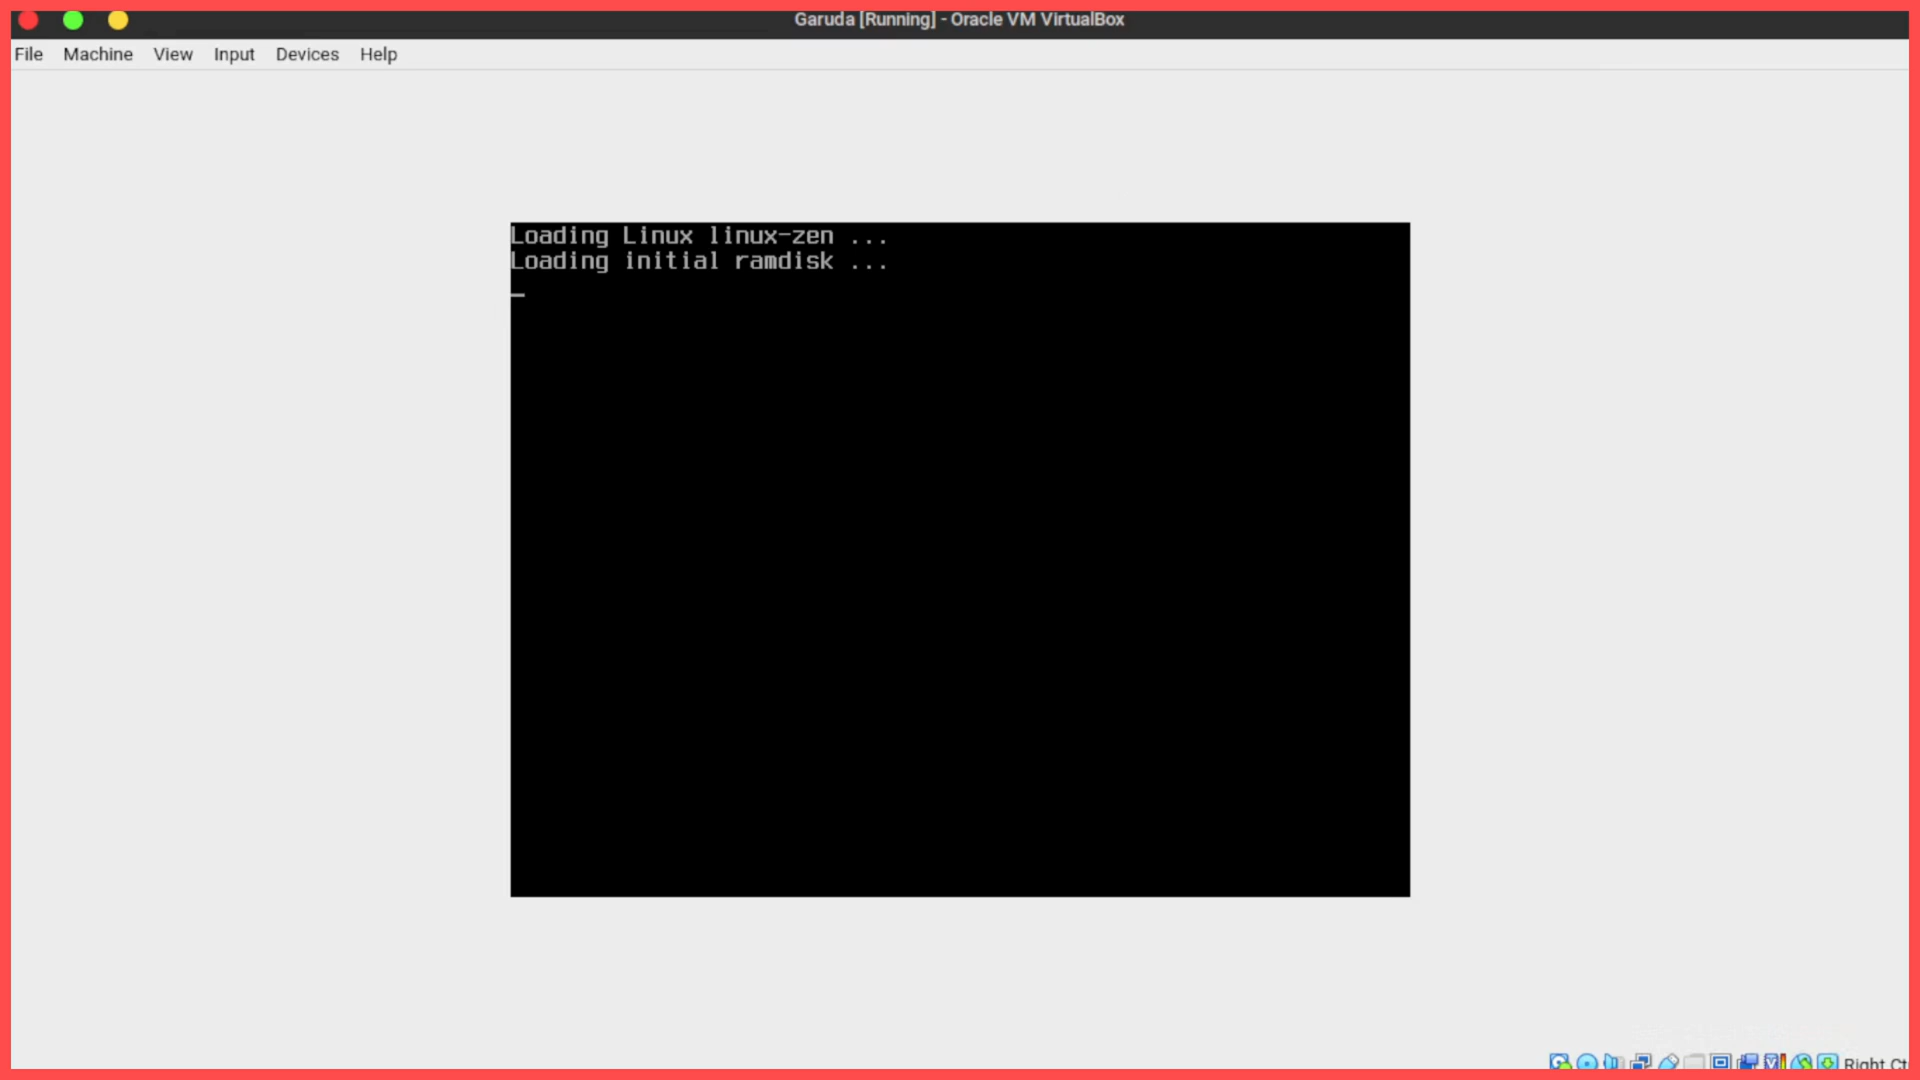 Garuda [Running] - Oracle VM VirtualBox
File Machine View Input Devices Help
Loading Linux linux-zen ...
Loading initial ramdisk ...
_
Right Ct